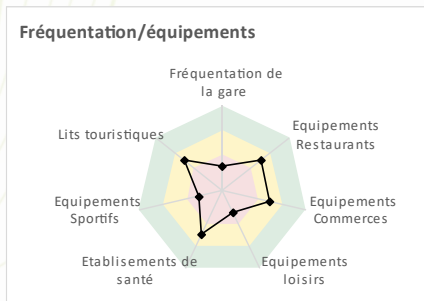 Fréquentation/équipements
Fréquentation de
la gare
Equipements
Restaurants
Equipements
Commerces
Equipements
loisirs
Etablisements de
santé
Equipements
Sportifs
Lits touristiques